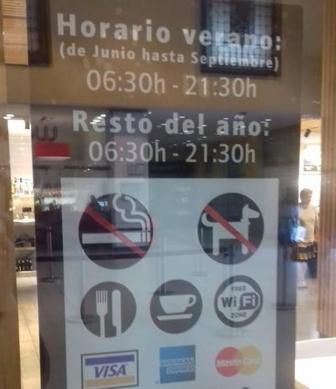 Horario verano:
(de Junio hasta Septiembre)
06:30h - 21:30h
Resto del año:
06:30h - 21:30h
FREE
WiFi
ZONE
VISA
AMERICAN
EXPRESS
MasterCard